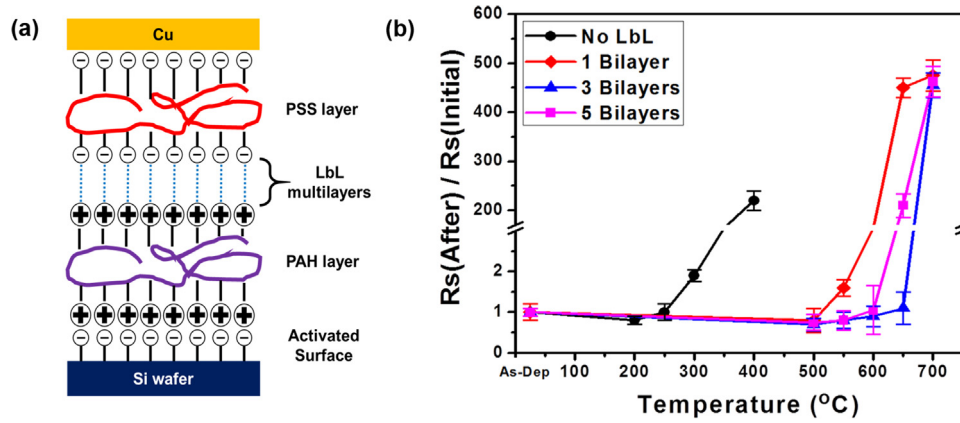 (a)
Cu
PSS layer
LbL
multilayers
PAH layer
Activated
Surface
Si wafer
(b)
Rs(After) / Rs(Initial)
600
500
400
300
200
2
1
0
No LbL
1 Bilayer
3 Bilayers
5 Bilayers
As-Dep 100 200 300 400 500 600 700
Temperature (°C)